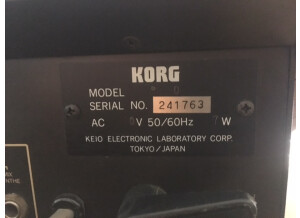 KORG
MODEL
SERIAL NO. 241763
AC V 50/60Hz W
KEIO ELECTRONIC LABORATORY CORP.
TOKYO/JAPAN